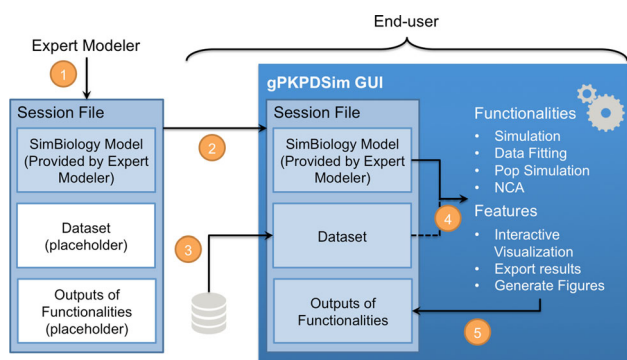 End-user
Expert Modeler
1
gPKPDSim GUI
Session File
SimBiology Model
(Provided by Expert
Modeler)
Dataset
(placeholder)
Outputs of
Functionalities
(placeholder)
2
3
Session File
SimBiology Model
(Provided by Expert
Modeler)
Dataset
Outputs of
Functionalities
4
Functionalities
• Simulation
• Data Fitting
• Pop Simulation
• NCA
Features
• Interactive
Visualization
• Export results
• Generate Figures
5